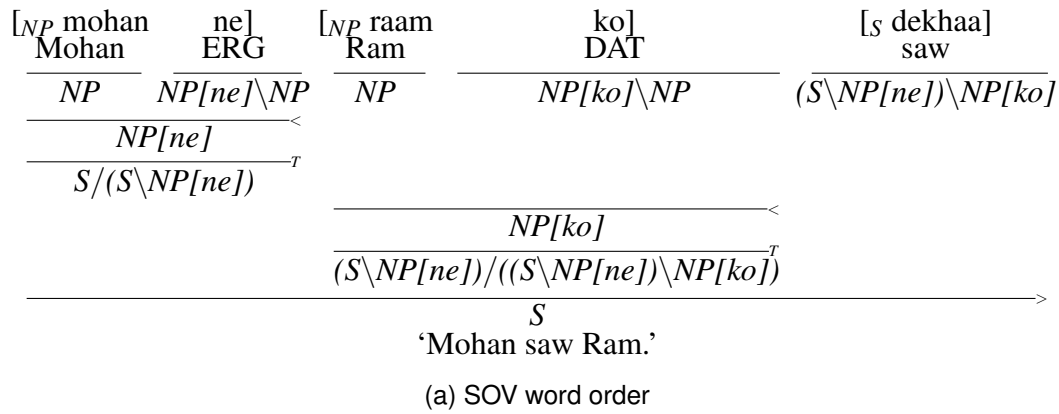 [NP mohan ne] [NP raam ko] [S dekhaa]
Mohan ERG Ram DAT saw
NP NP[ne]\NP NP NP[ko]\NP (S\NP[ne])\NP[ko]
<
NP[ne]
T
S/(S\NP[ne])
<
NP[ko]
T
(S\NP[ne])/((S\NP[ne])\NP[ko])
>
S
‘Mohan saw Ram.’
(a) SOV word order